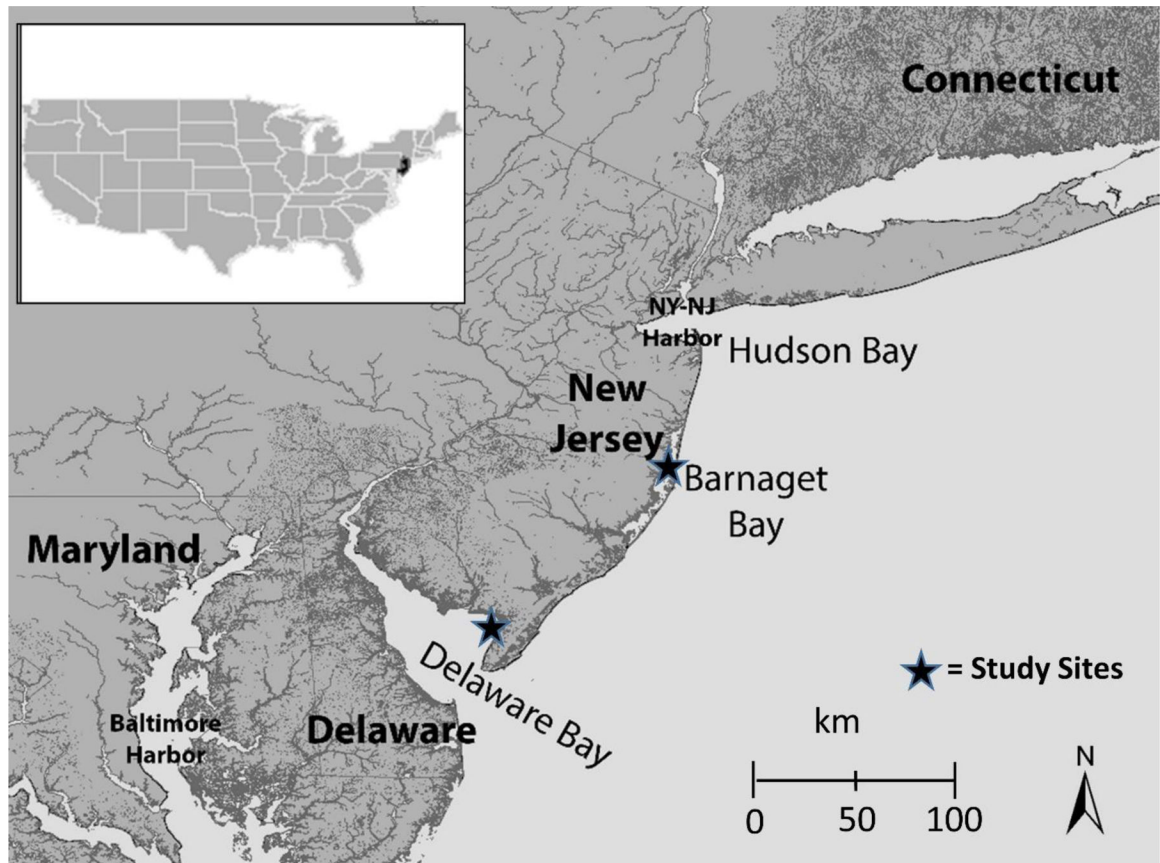 Connecticut
NY-NJ
Harbor
Hudson Bay
New
Jersey
Barnaget
Bay
Maryland
Delaware Bay
= Study Sites
Baltimore
Harbor
Delaware
km
0 50 100
N